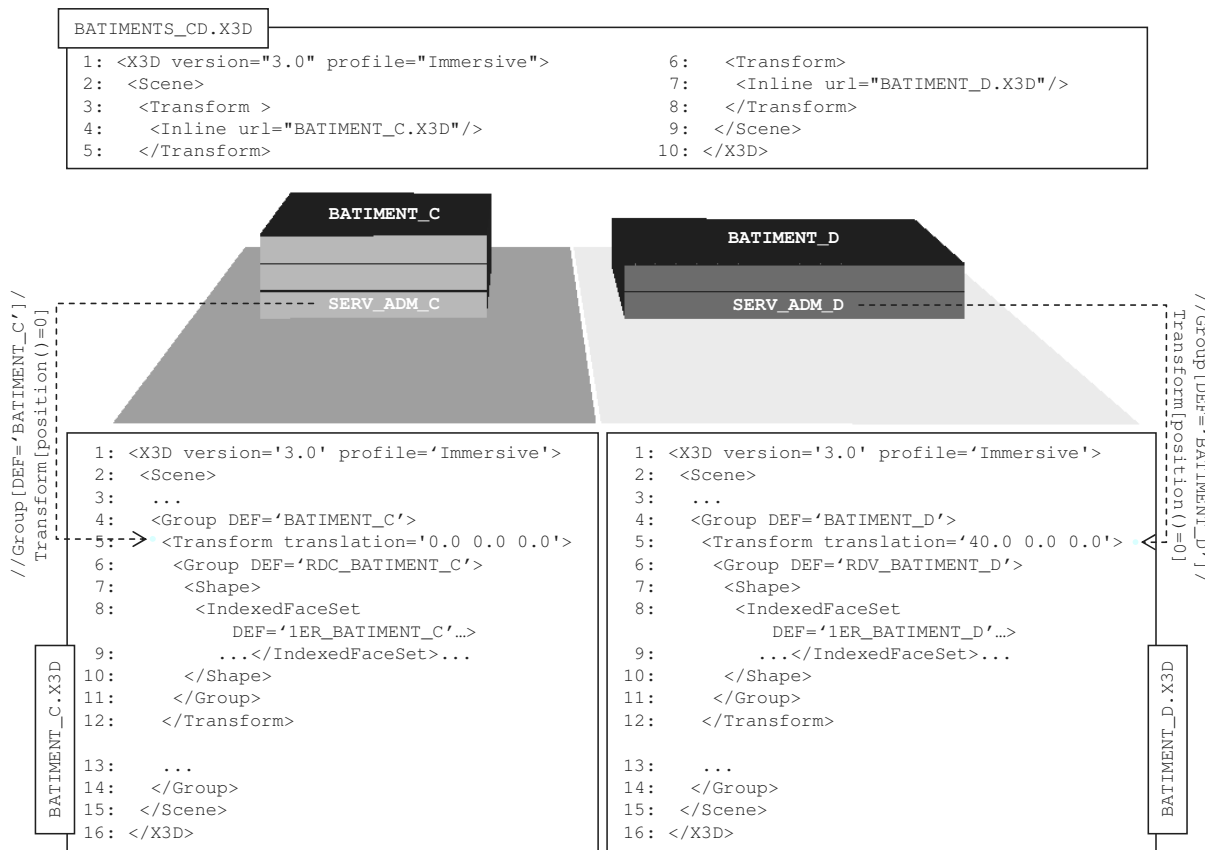 BATIMENTS_CD.X3D
1: <X3D version="3.0" profile="Immersive">
2: <Scene>
3: <Transform >
4: <Inline url="BATIMENT_C.X3D"/>
5: </Transform>
6: <Transform>
7: <Inline url="BATIMENT_D.X3D"/>
8: </Transform>
9: </Scene>
10: </X3D>
BATIMENT_C
BATIMENT_D
SERV_ADM_C
SERV_ADM_D
//Group[DEF='BATIMENT_C']/
Transform[position()=0]
//Group[DEF='BATIMENT_D']/
Transform[position()=0]
BATIMENT_C.X3D
1: <X3D version='3.0' profile=‘Immersive'>
2: <Scene>
3: ...
4: <Group DEF=‘BATIMENT_C’>
5: <Transform translation='0.0 0.0 0.0'>
6: <Group DEF=‘RDC_BATIMENT_C’>
7: <Shape>
8: <IndexedFaceSet
DEF=‘1ER_BATIMENT_C’…>
9: ...</IndexedFaceSet>...
10: </Shape>
11: </Group>
12: </Transform>
13: ...
14: </Group>
15: </Scene>
16: </X3D>
1: <X3D version='3.0' profile=‘Immersive'>
2: <Scene>
3: ...
4: <Group DEF=‘BATIMENT_D’>
5: <Transform translation=‘40.0 0.0 0.0'>
6: <Group DEF=‘RDV_BATIMENT_D’>
7: <Shape>
8: <IndexedFaceSet
DEF=‘1ER_BATIMENT_D’…>
9: ...</IndexedFaceSet>...
10: </Shape>
11: </Group>
12: </Transform>
13: ...
14: </Group>
15: </Scene>
16: </X3D>
BATIMENT_D.X3D